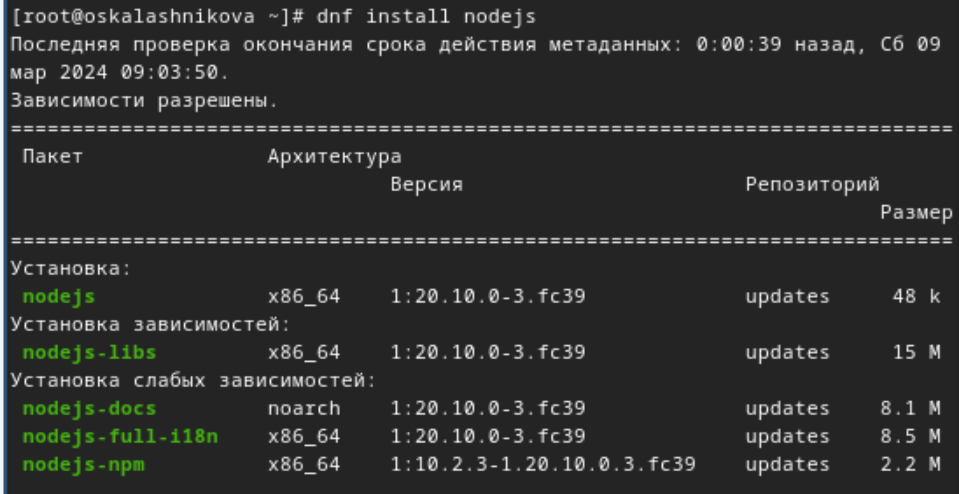 [root@oskalashnikova ~]# dnf install nodejs
Последняя проверка окончания срока действия метаданных: 0:00:39 назад, Сб 09
мар 2024 09:03:50.
Зависимости разрешены.
================================================================================
Пакет Архитектура
Версия Репозиторий
Размер
================================================================================
Установка:
nodejs x86_64 1:20.10.0-3.fc39 updates 48 k
Установка зависимостей:
nodejs-libs x86_64 1:20.10.0-3.fc39 updates 15 M
Установка слабых зависимостей:
nodejs-docs noarch 1:20.10.0-3.fc39 updates 8.1 M
nodejs-full-i18n x86_64 1:20.10.0-3.fc39 updates 8.5 M
nodejs-npm x86_64 1:10.2.3-1.20.10.0.3.fc39 updates 2.2 M